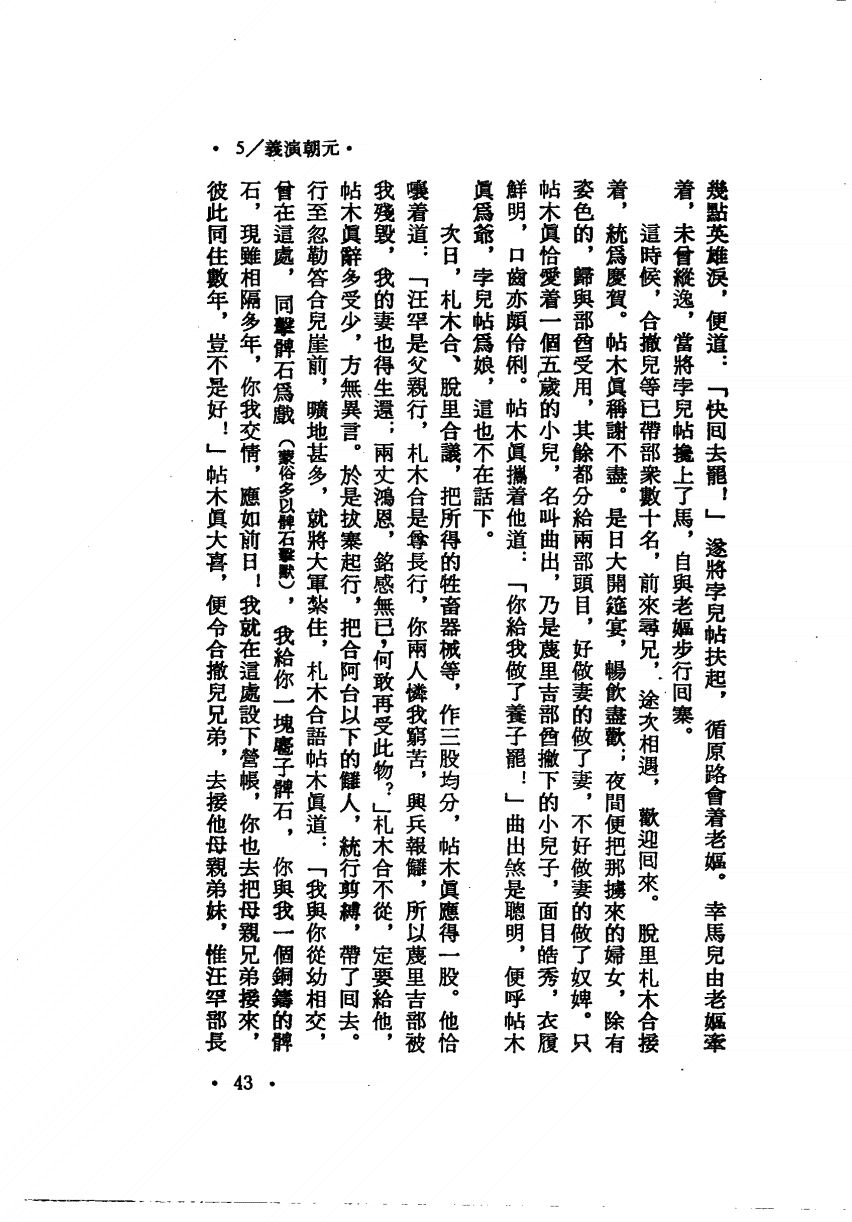 •元朝演義/5 •
幾點英雄淚，便道：「快回去罷！」遂將孛兒帖扶起，循原路會着老嫗。幸馬兒由老嫗牽
着，未曾縱逸，當將孛兒帖攙上了馬，自與老嫗步行回寨。
這時候，合撒兒等已帶部衆數十名，前來尋兄，途次相遇，歡迎回來。脫里札木合接
着，統爲慶賀。帖木眞稱謝不盡。是日大開筵宴，暢飲盡歡；夜間便把那擄來的婦女，除有
姿色的，歸與部酋受用，其餘都分給兩部頭目，好做妻的做了妻，不好做妻的做了奴婢。只
帖木眞恰愛着一個五歲的小兒，名叫曲出，乃是蔑里吉部酋撇下的小兒子，面目皓秀，衣履
鮮明，口齒亦頗伶俐。帖木眞攜着他道：「你給我做了養子罷！」曲出煞是聰明，便呼帖木
眞爲爺，孛兒帖爲娘，這也不在話下。
次日，札木合、脫里合議，把所得的牲畜器械等，作三股均分，帖木眞應得一股。他恰
嚷着道：「汪罕是父親行，札木合是尊長行，你兩人憐我窮苦，興兵報讎，所以蔑里吉部被
我殘毀，我的妻也得生還；兩丈鴻恩，銘感無已，何敢再受此物？」札木合不從，定要給他，
帖木眞辭多受少，方無異言。於是拔寨起行，把合阿台以下的讎人，統行剪縛，帶了回去。
行至忽勒答合兒崖前，曠地甚多，就將大軍紮住，札木合語帖木眞道：「我與你從幼相交，
曾在這處，同擊髀石爲戲（蒙俗多以髀石擊獸），我給你一塊麅子髀石，你與我一個銅鑄的髀
石，現雖相隔多年，你我交情，應如前日！我就在這處設下營帳，你也去把母親兄弟接來，
彼此同住數年，豈不是好！」帖木眞大喜，便令合撒兒兄弟，去接他母親弟妹，惟汪罕部長
• 43 •